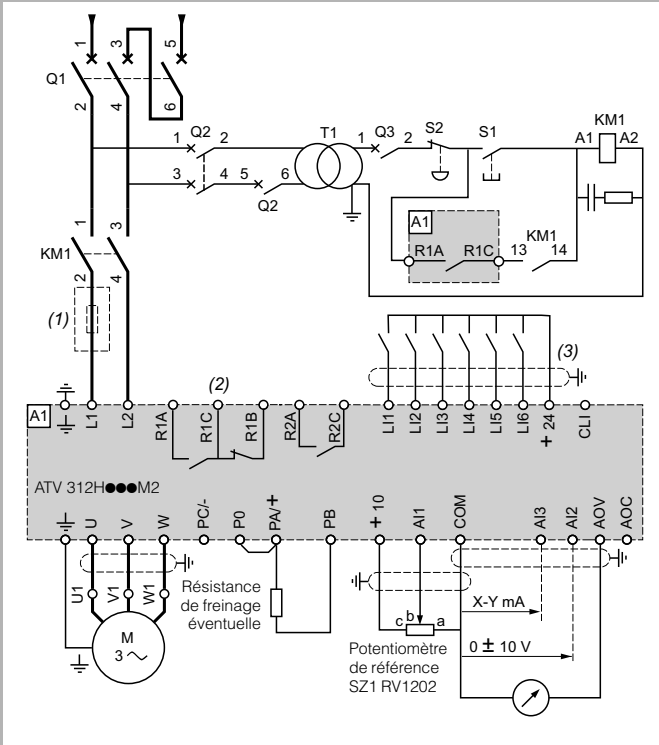 1 3 5
Q1
2 4 6
1 Q2 2 T1 1 Q3 2 S2 S1 KM1
A1 A2
3 4 5 6
Q2
A1
R1A R1C 13 KM1 14
1 3
KM1
2 4
(1)
(2)
(3)
A1
L1 L2 R1A R1C R1B R2A R2C LI1 LI2 LI3 LI4 LI5 LI6 + 24 CLI
ATV 312H●●●M2
U V W PC/- P0 PA/+ PB + 10 AI1 COM AI3 AI2 AOV AOC
U1 V1 W1
Résistance
de freinage
éventuelle
M
3 ~
c b a
X-Y mA
0 ± 10 V
Potentiomètre
de référence
SZ1 RV1202